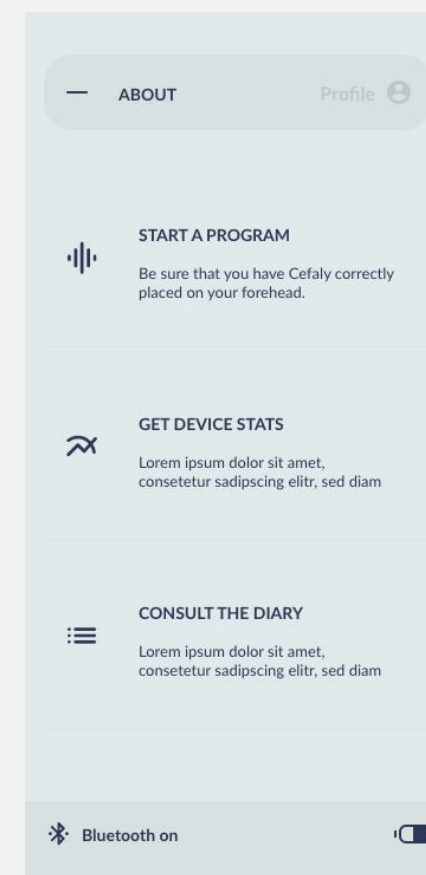 ABOUT
Profile
START A PROGRAM
Be sure that you have Cefaly correctly
placed on your forehead.
GET DEVICE STATS
Lorem ipsum dolor sit amet,
consetetur sadipscing elitr, sed diam
CONSULT THE DIARY
Lorem ipsum dolor sit amet,
consetetur sadipscing elitr, sed diam
Bluetooth on